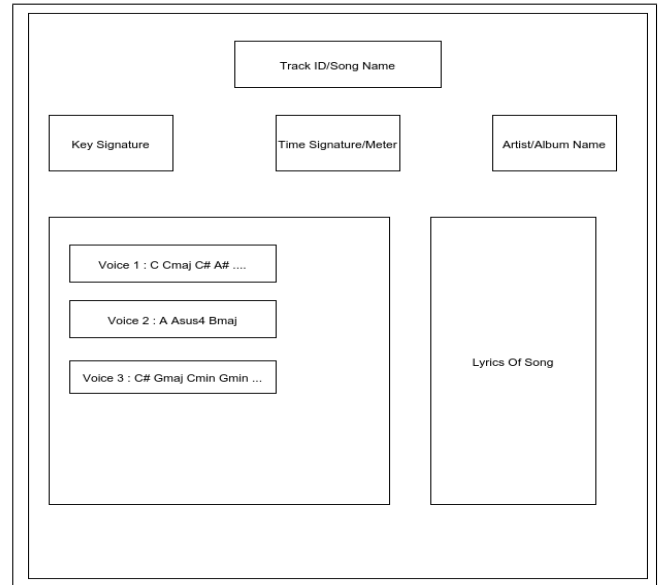 Track ID/Song Name
Key Signature
Time Signature/Meter
Artist/Album Name
Voice 1 : C Cmaj C# A# ....
Voice 2 : A Asus4 Bmaj
Voice 3 : C# Gmaj Cmin Gmin ...
Lyrics Of Song